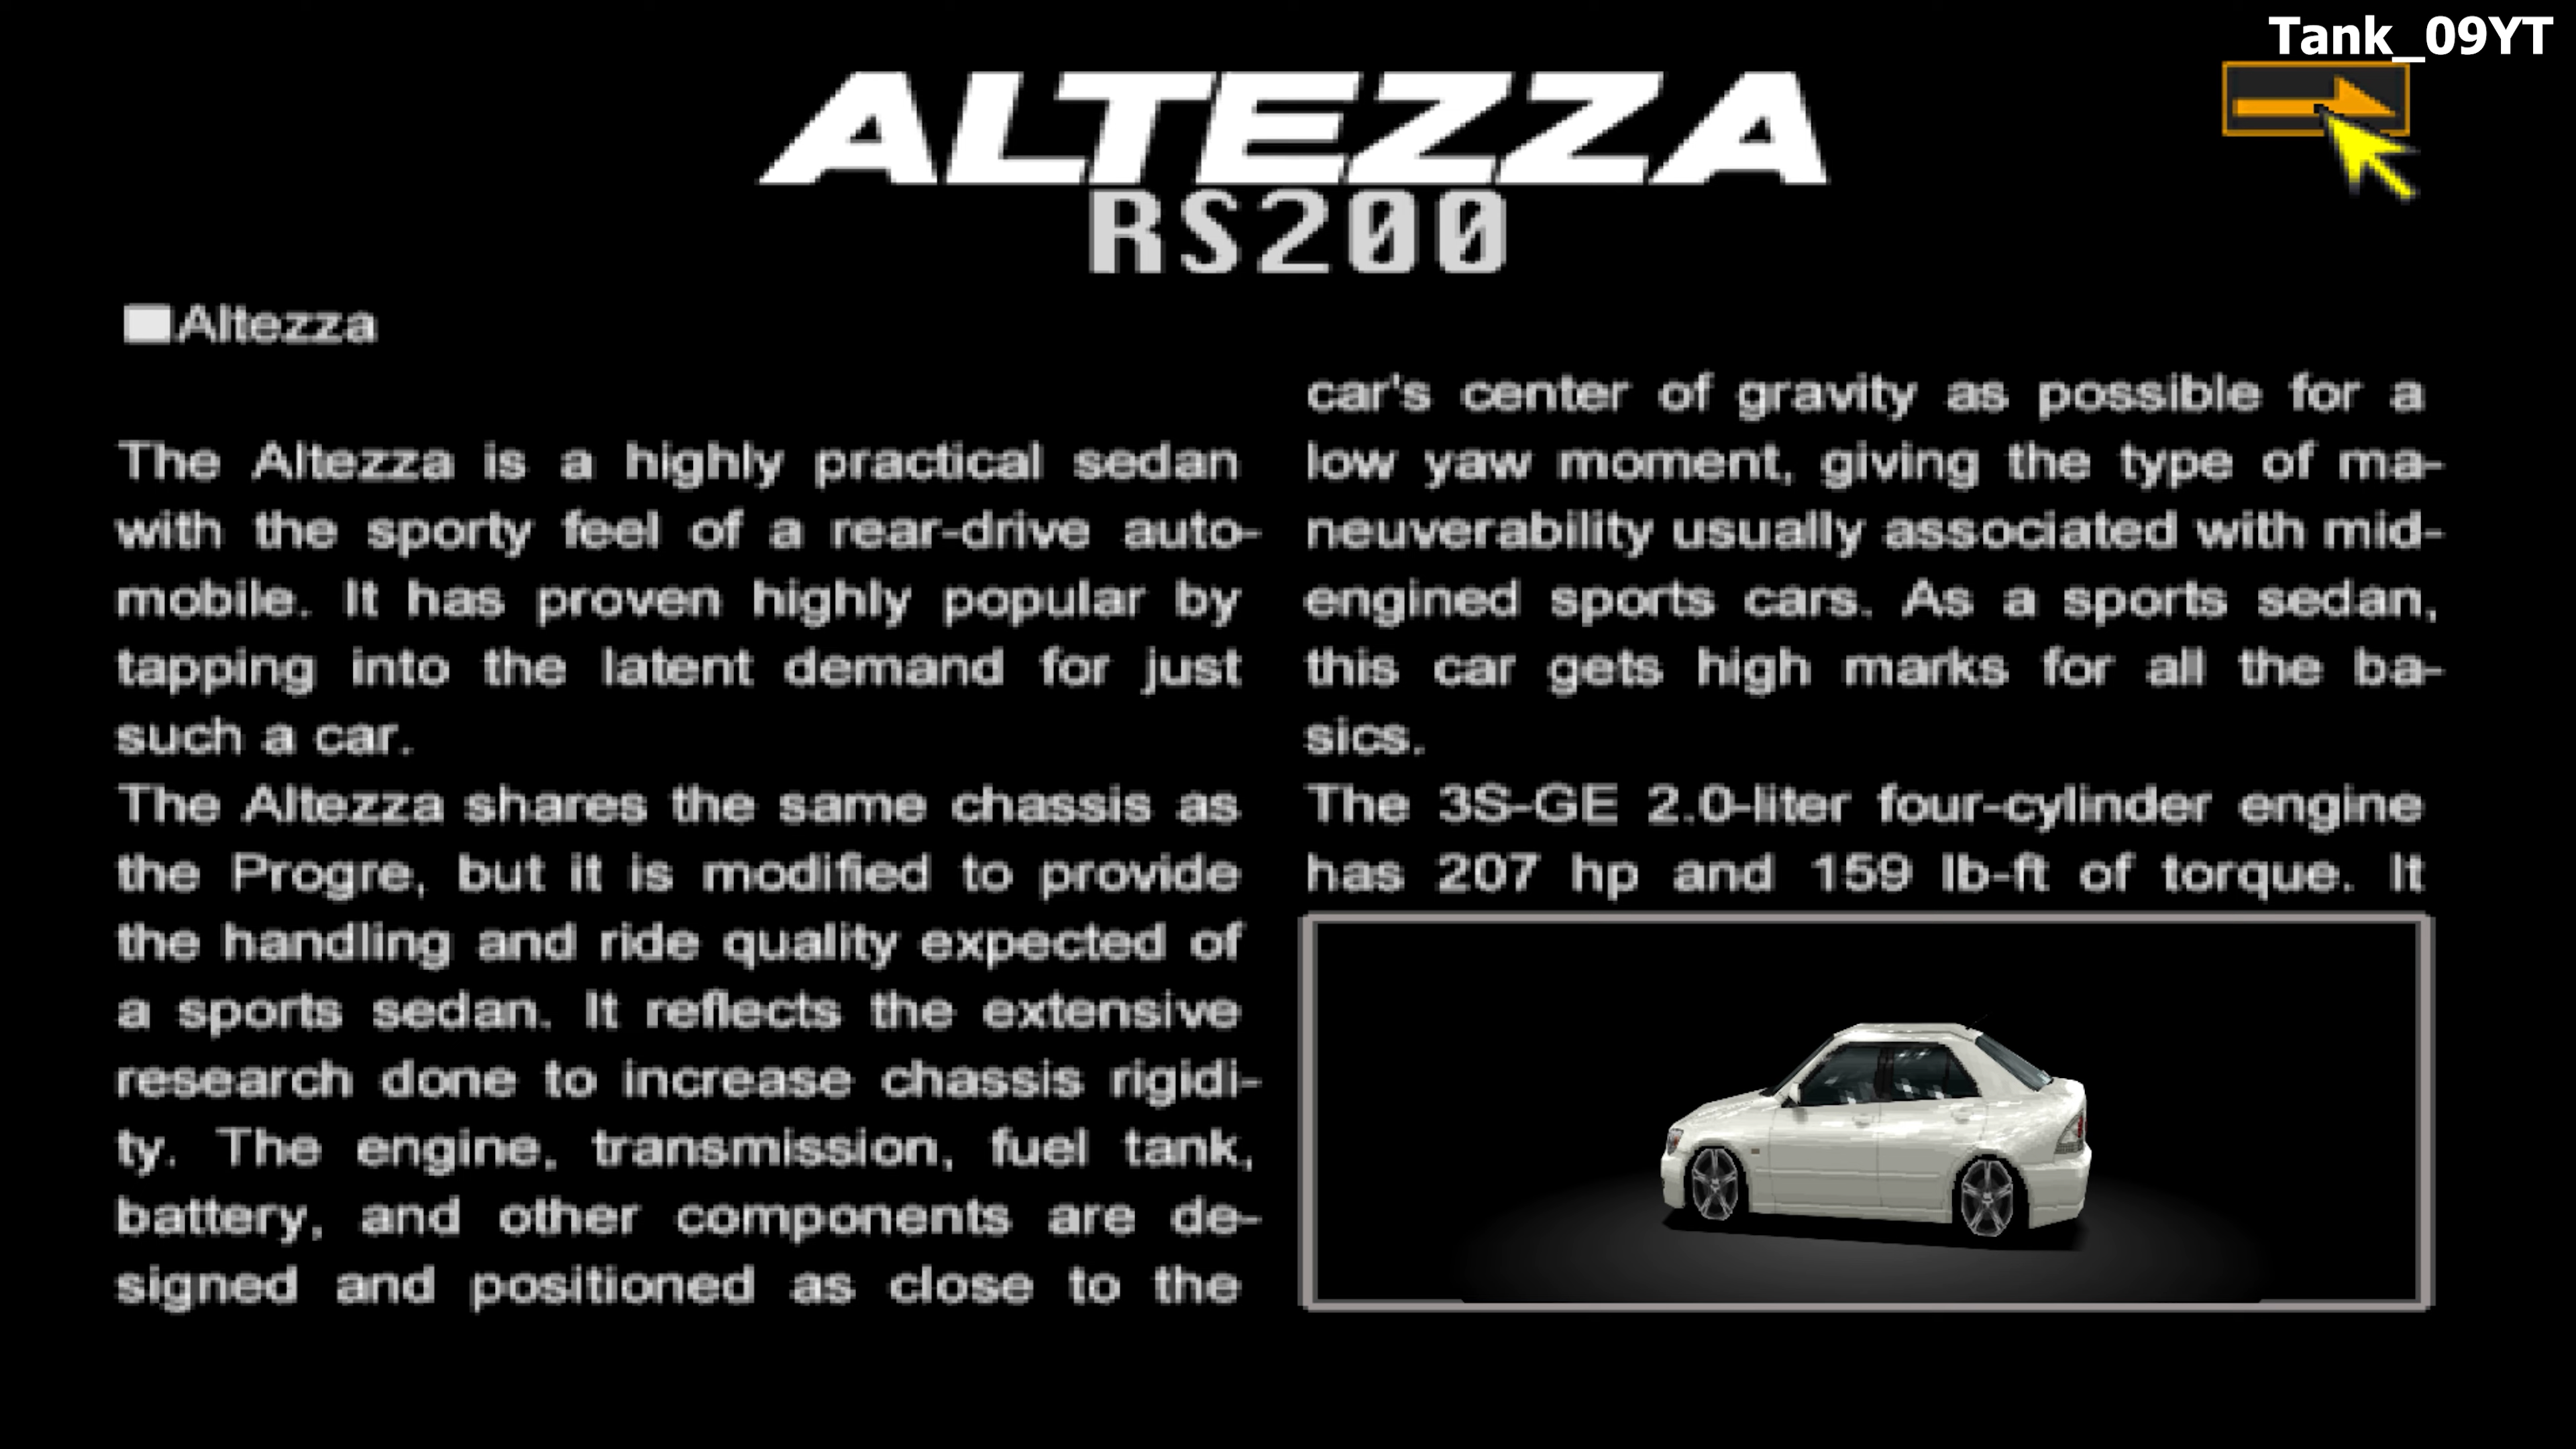 Tank_09YT
ALTEZZA
RS200
■Altezza
The Altezza is a highly practical sedan
with the sporty feel of a rear-drive auto-
mobile. It has proven highly popular by
tapping into the latent demand for just
such a car.
The Altezza shares the same chassis as
the Progre, but it is modified to provide
the handling and ride quality expected of
a sports sedan. It reflects the extensive
research done to increase chassis rigidi-
ty. The engine, transmission, fuel tank,
battery, and other components are de-
signed and positioned as close to the
car's center of gravity as possible for a
low yaw moment, giving the type of ma-
neuverability usually associated with mid-
engined sports cars. As a sports sedan,
this car gets high marks for all the ba-
sics.
The 3S-GE 2.0-liter four-cylinder engine
has 207 hp and 159 lb-ft of torque. It